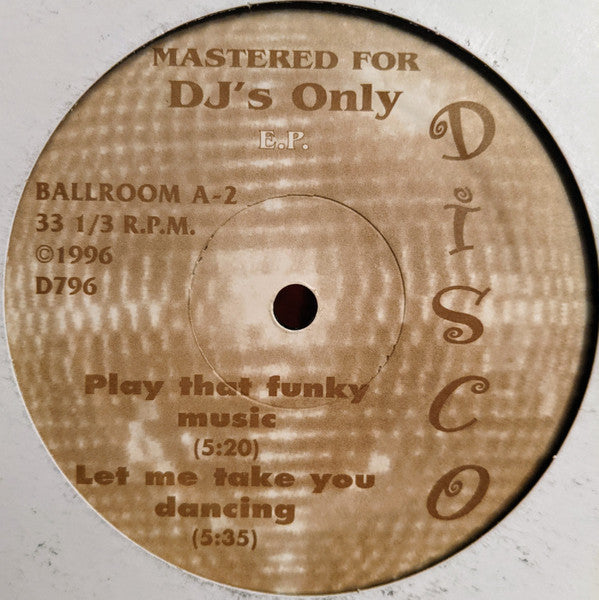 MASTERED FOR
DJ's Only
E.P.
DISCO
BALLROOM A-2
33 1/3 R.P.M.
©1996
D796
Play that funky
music
(5:20)
Let me take you
dancing
(5:35)